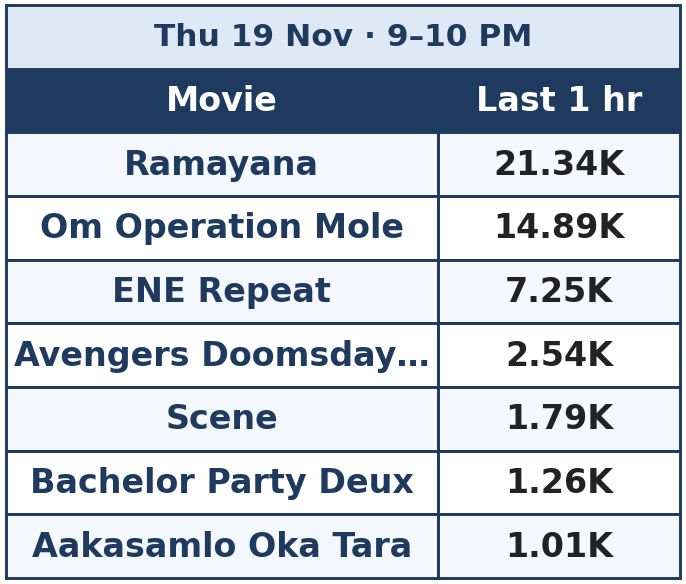 Thu 19 Nov · 9–10 PM
Movie Last 1 hr
Ramayana 21.34K
Om Operation Mole 14.89K
ENE Repeat 7.25K
Avengers Doomsday... 2.54K
Scene 1.79K
Bachelor Party Deux 1.26K
Aakasamlo Oka Tara 1.01K